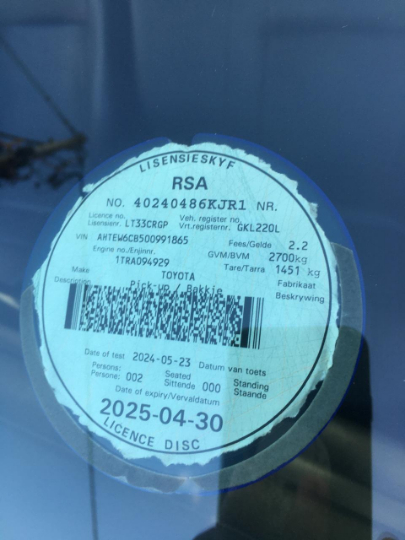 LISENSIESKYF
RSA
NO. 40240486KJR1 NR.
Licence no. Veh. register no.
Lisensienr. LT33CRGP Vrt.registernr. GKL220L
VIN AHTEW6CB500991865 Fees/Gelde 2.2
Engine no./Enjinnr. GVM/BVM 2700kg
1TRA094929 Tare/Tarra 1451 kg
Make TOYOTA Fabrikaat
Description Pick-up / Bakkie Beskrywing
Date of test 2024-05-23 Datum van toets
Persons: Seated Standing
Persone: 002 Sittende 000 Staande
Date of expiry/Vervaldatum
2025-04-30
LICENCE DISC